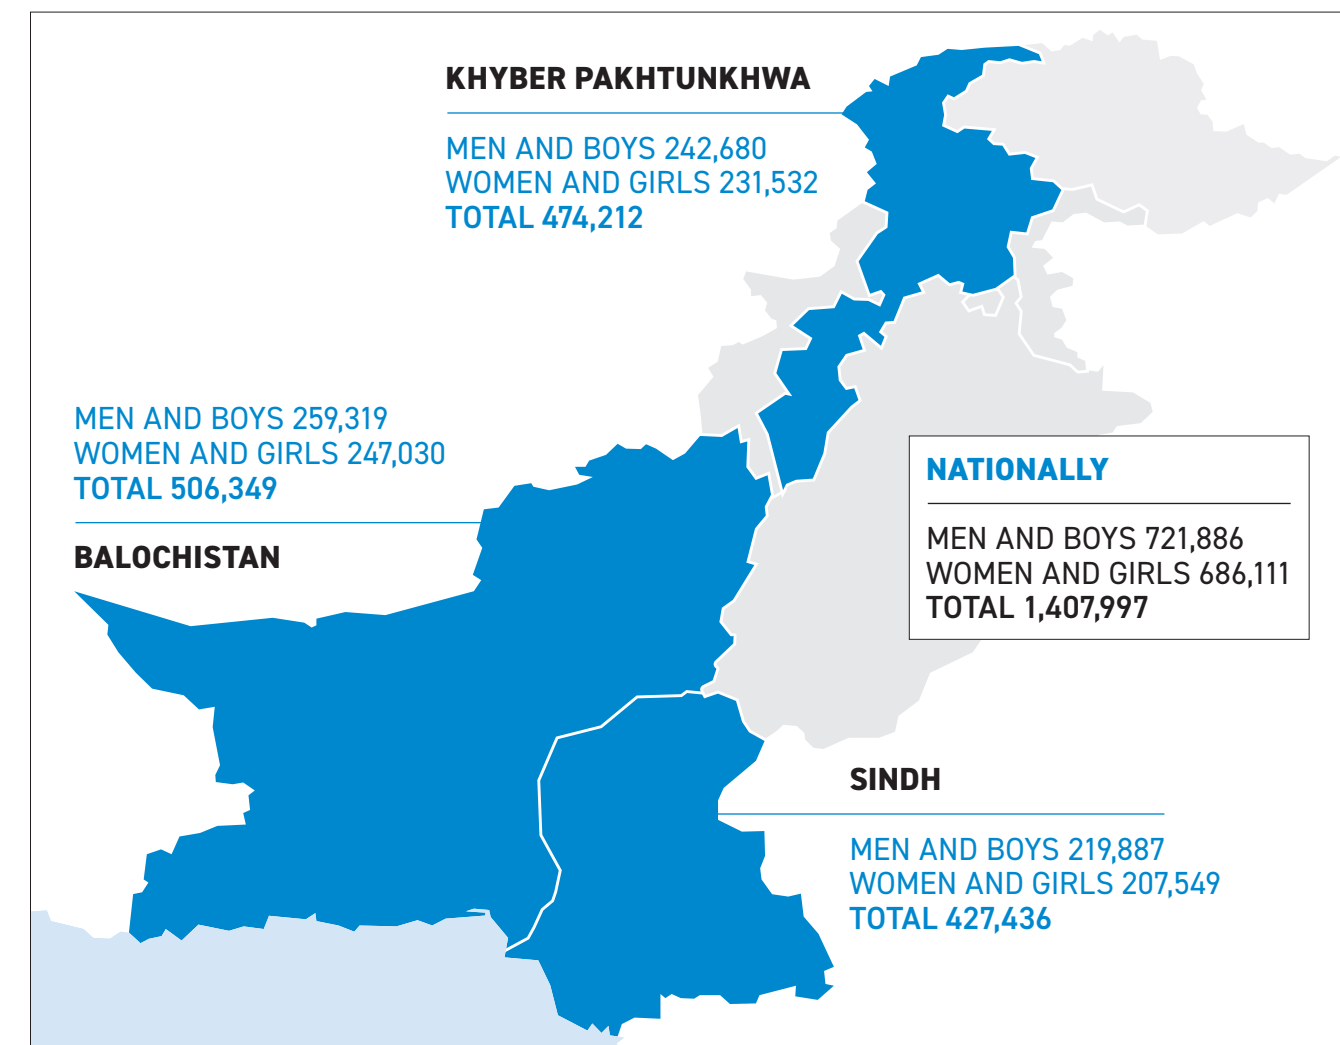 KHYBER PAKHTUNKHWA
MEN AND BOYS 242,680
WOMEN AND GIRLS 231,532
TOTAL 474,212
MEN AND BOYS 259,319
WOMEN AND GIRLS 247,030
TOTAL 506,349
BALOCHISTAN
NATIONALLY
MEN AND BOYS 721,886
WOMEN AND GIRLS 686,111
TOTAL 1,407,997
SINDH
MEN AND BOYS 219,887
WOMEN AND GIRLS 207,549
TOTAL 427,436